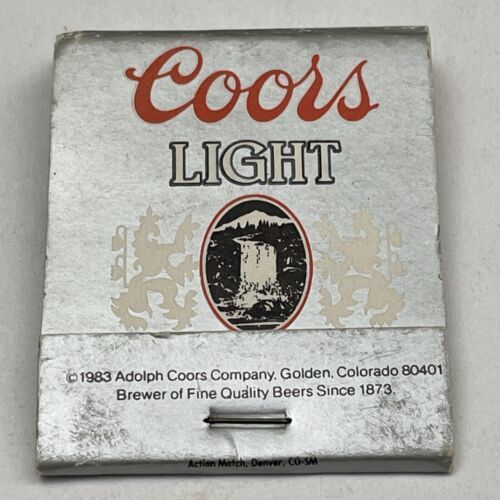 Coors
LIGHT
©1983 Adolph Coors Company, Golden, Colorado 80401
Brewer of Fine Quality Beers Since 1873.
Action Match, Denver, CO-SM